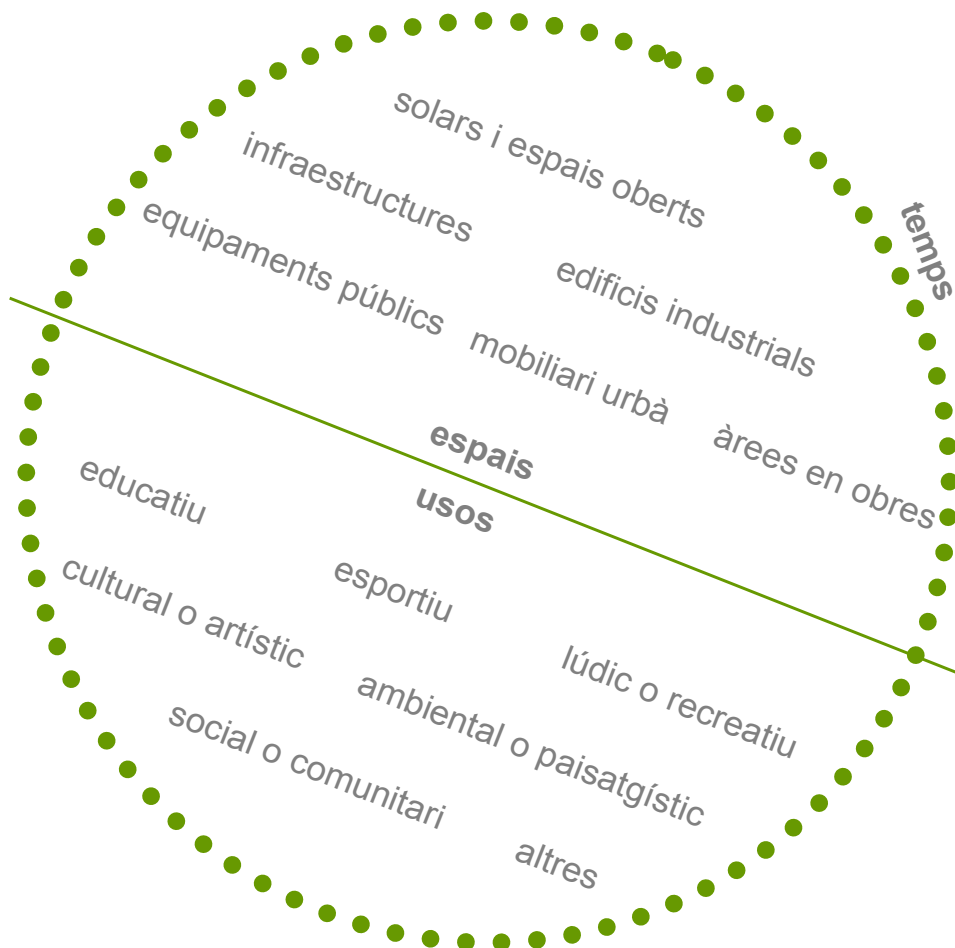 solars i espais oberts
infraestructures
temps
equipaments públics
edificis industrials
mobiliari urbà
àrees en obres
espais
usos
educatiu
esportiu
cultural o artístic
lúdic o recreatiu
ambiental o paisatgístic
social o comunitari
altres